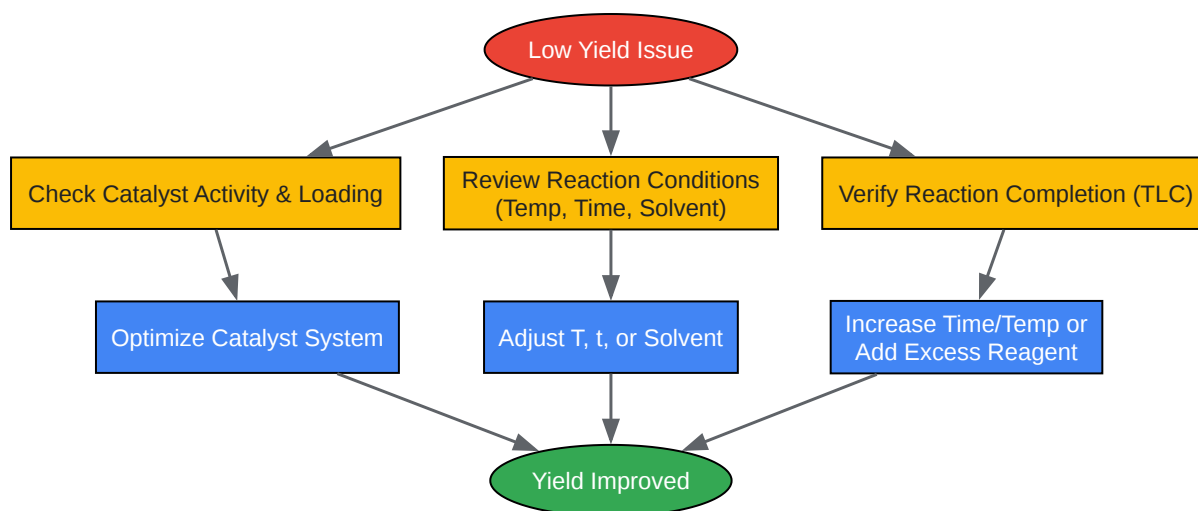 Low Yield Issue
Check Catalyst Activity & Loading
Review Reaction Conditions
(Temp, Time, Solvent)
Verify Reaction Completion (TLC)
Optimize Catalyst System
Adjust T, t, or Solvent
Increase Time/Temp or
Add Excess Reagent
Yield Improved